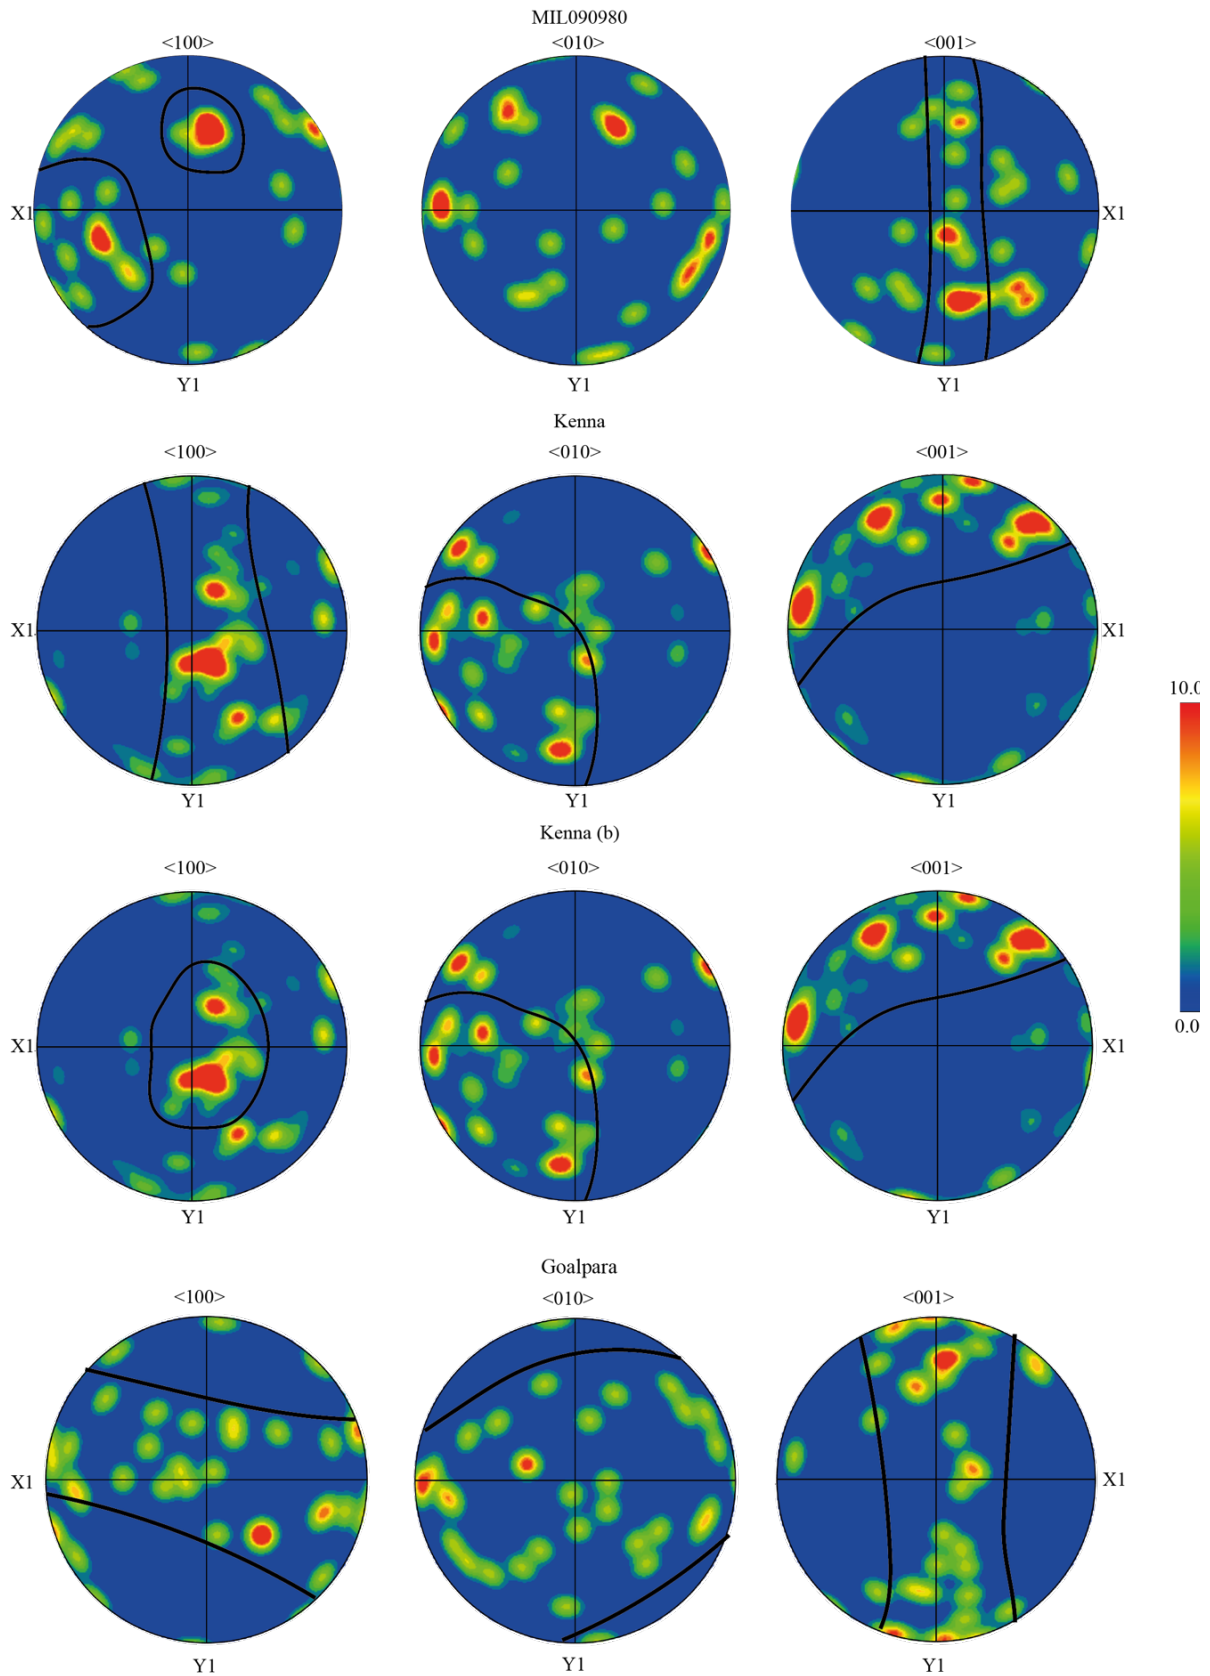 MIL090980
<100> <010> <001>
X1 X1
Y1 Y1 Y1
Kenna
<100> <010> <001>
X1 X1
Y1 Y1 Y1
10.0
Kenna (b)
<100> <010> <001>
0.0
X1 X1
Y1 Y1 Y1
Goalpara
<100> <010> <001>
X1 X1
Y1 Y1 Y1